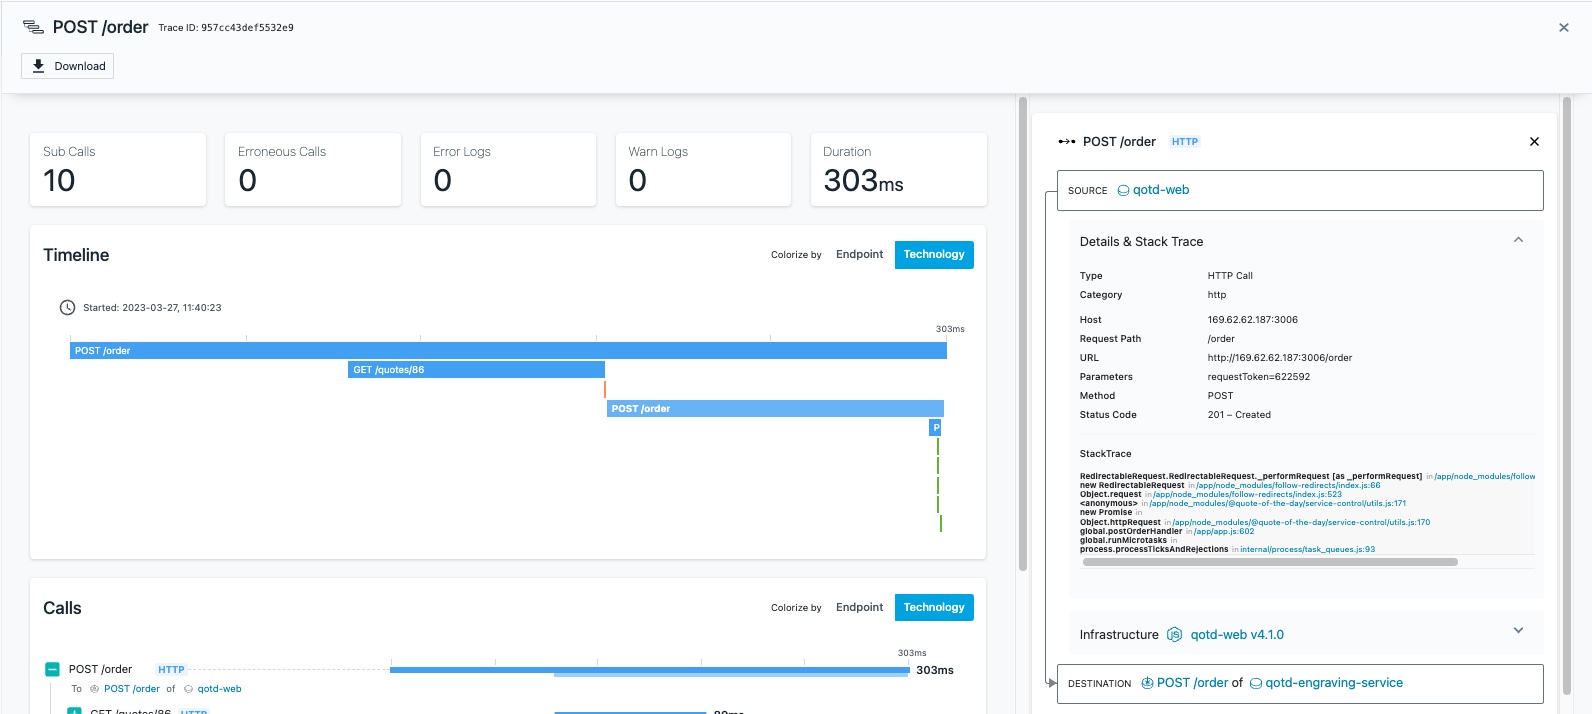 POST /order Trace ID: 957cc43def5532e9
Download
Sub Calls
10
Erroneous Calls
0
Error Logs
0
Warn Logs
0
Duration
303ms
Timeline
Colorize by Endpoint Technology
Started: 2023-03-27, 11:40:23
303ms
POST /order
GET /quotes/86
POST /order
P
Calls
Colorize by Endpoint Technology
303ms
POST /order HTTP 303ms
To POST /order of qotd-web
GET /quotes/86 HTTP 89ms
POST /order HTTP
SOURCE qotd-web
Details & Stack Trace
Type HTTP Call
Category http
Host 169.62.62.187:3006
Request Path /order
URL http://169.62.62.187:3006/order
Parameters requestToken=622592
Method POST
Status Code 201 – Created
StackTrace
RedirectableRequest.RedirectableRequest._performRequest [as _performRequest] in /app/node_modules/follow
new RedirectableRequest in /app/node_modules/follow-redirects/index.js:66
Object.request in /app/node_modules/follow-redirects/index.js:523
<anonymous> in /app/node_modules/@quote-of-the-day/service-control/utils.js:171
new Promise in
Object.httpRequest in /app/node_modules/@quote-of-the-day/service-control/utils.js:170
global.postOrderHandler in /app/app.js:602
global.runMicrotasks in
process.processTicksAndRejections in internal/process/task_queues.js:93
Infrastructure qotd-web v4.1.0
DESTINATION POST /order of qotd-engraving-service